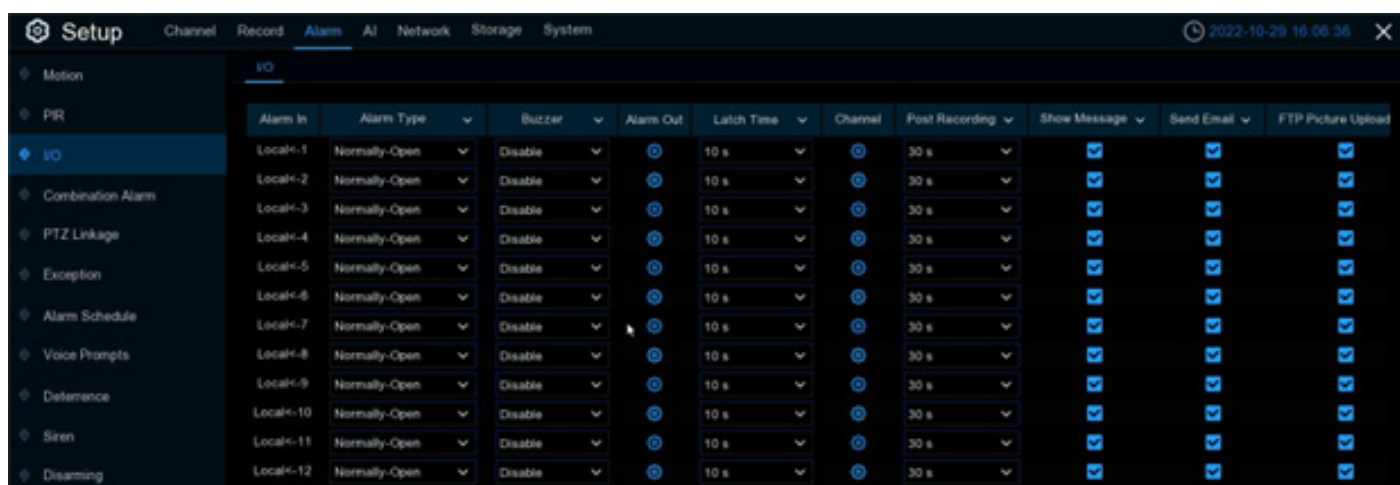 Setup Channel Record Alarm AI Network Storage System 2022-10-29 16:06:36
Motion
PIR
I/O
Combination Alarm
PTZ Linkage
Exception
Alarm Schedule
Voice Prompts
Deterrence
Siren
Disarming
I/O
Alarm In Alarm Type Buzzer Alarm Out Latch Time Channel Post Recording Show Message Send Email FTP Picture Upload
Local<-1 Normally-Open Disable 10 s 30 s
Local<-2 Normally-Open Disable 10 s 30 s
Local<-3 Normally-Open Disable 10 s 30 s
Local<-4 Normally-Open Disable 10 s 30 s
Local<-5 Normally-Open Disable 10 s 30 s
Local<-6 Normally-Open Disable 10 s 30 s
Local<-7 Normally-Open Disable 10 s 30 s
Local<-8 Normally-Open Disable 10 s 30 s
Local<-9 Normally-Open Disable 10 s 30 s
Local<-10 Normally-Open Disable 10 s 30 s
Local<-11 Normally-Open Disable 10 s 30 s
Local<-12 Normally-Open Disable 10 s 30 s